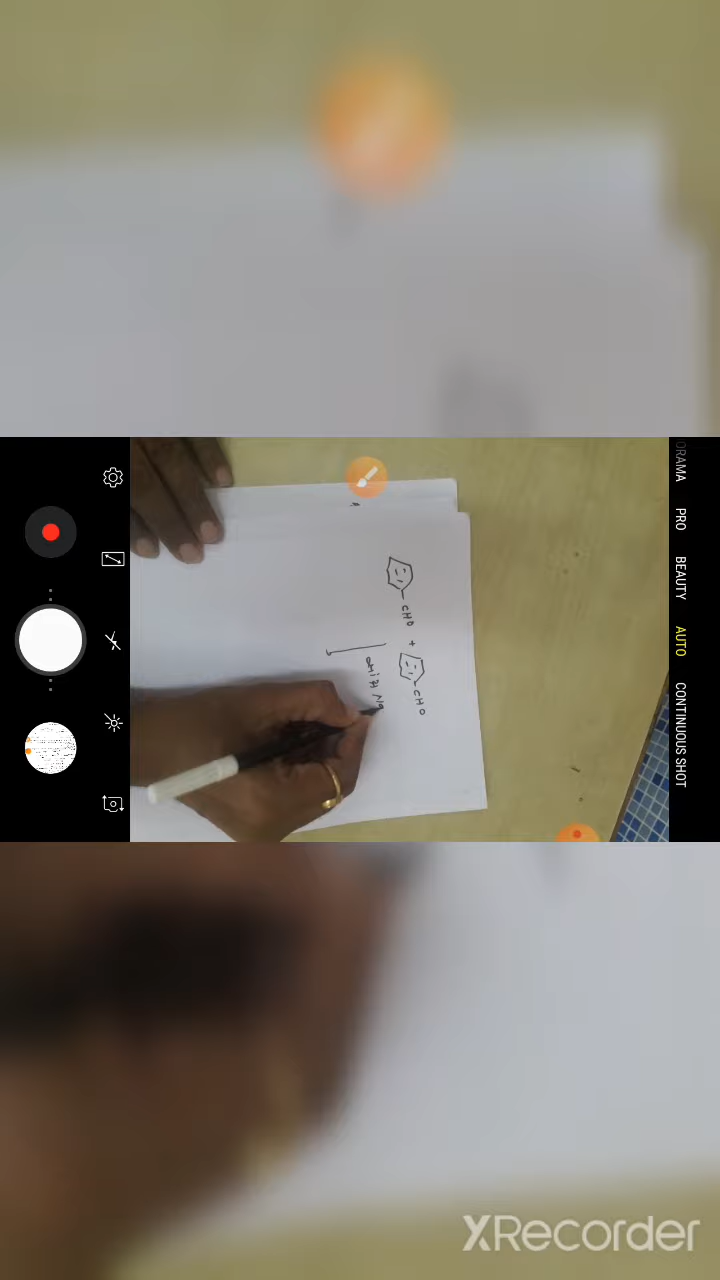 CHO + CHO
ORAMA
PRO
BEAUTY
AUTO
CONTINUOUS SHOT
XRecorder